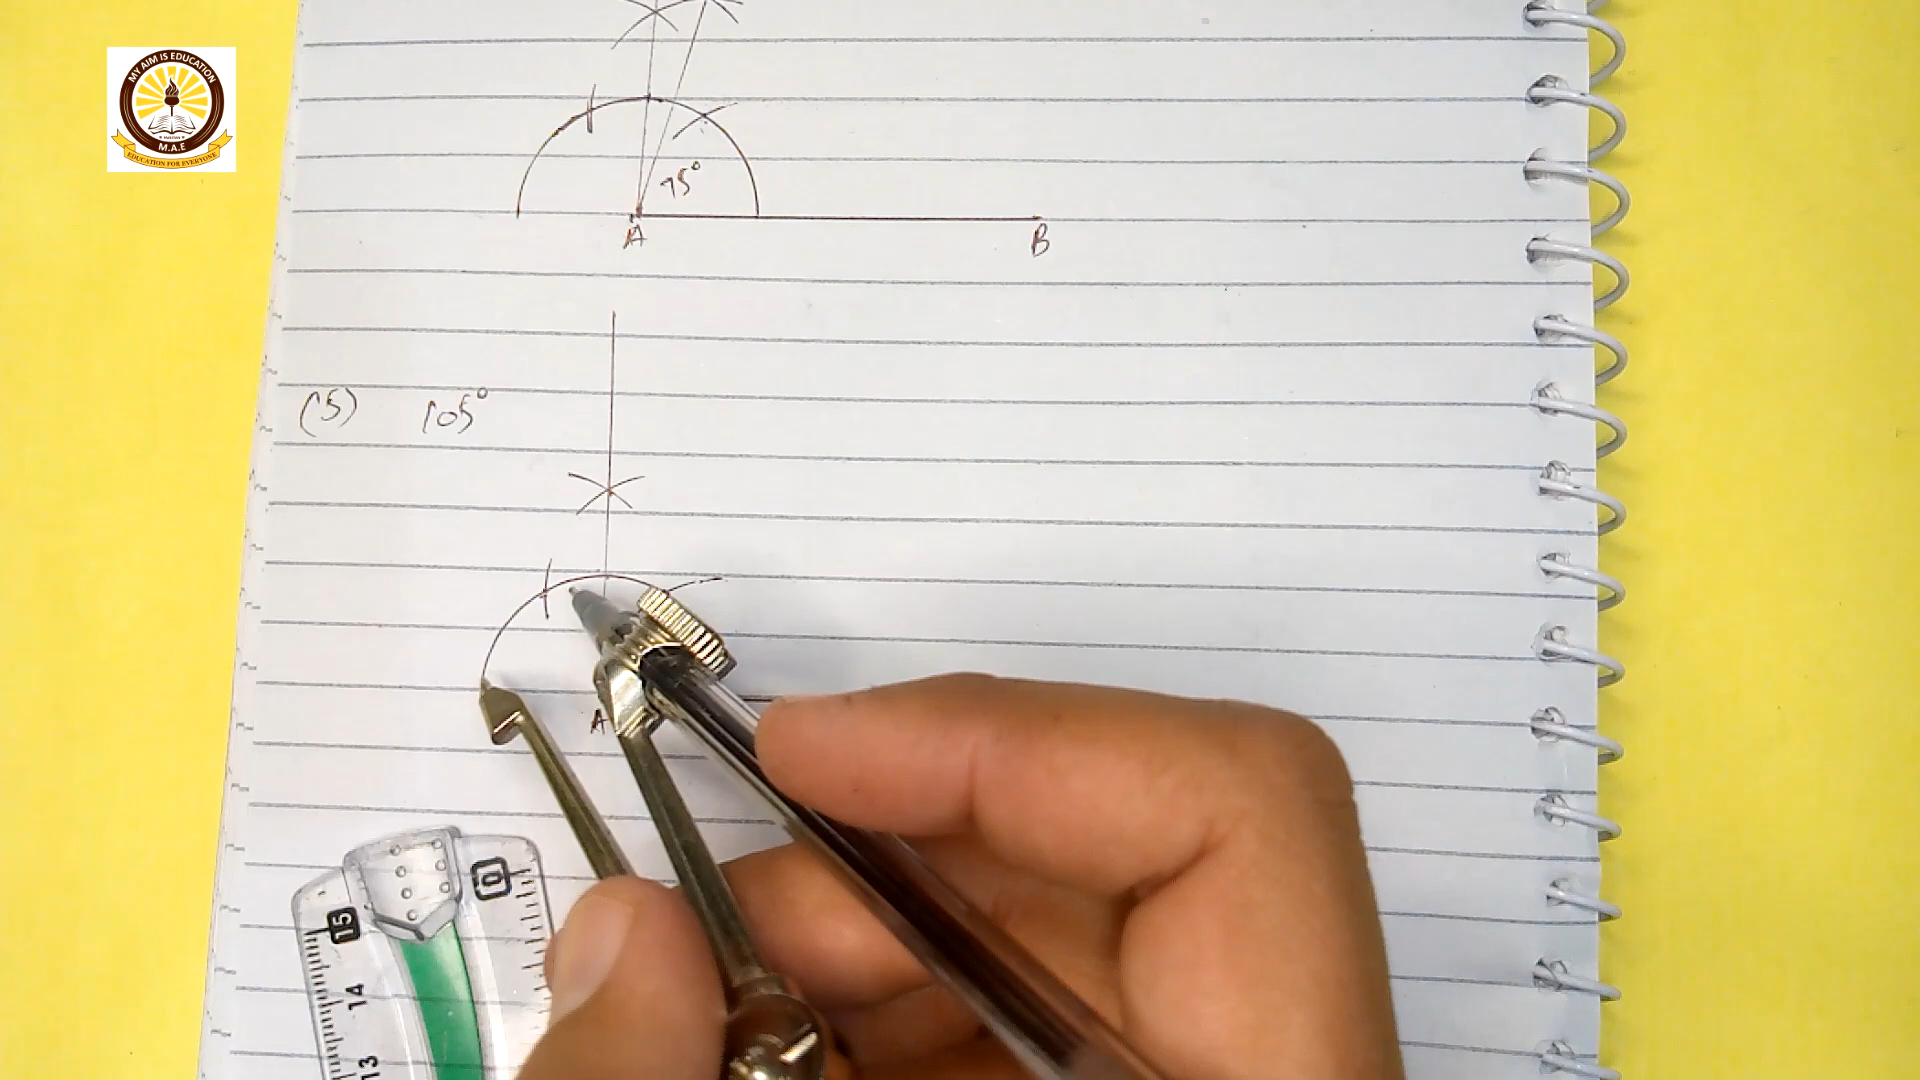 MY AIM IS EDUCATION
M.A.E
EDUCATION FOR EVERYONE
75°
A
B
(5) 105°
A
0
15
14
13